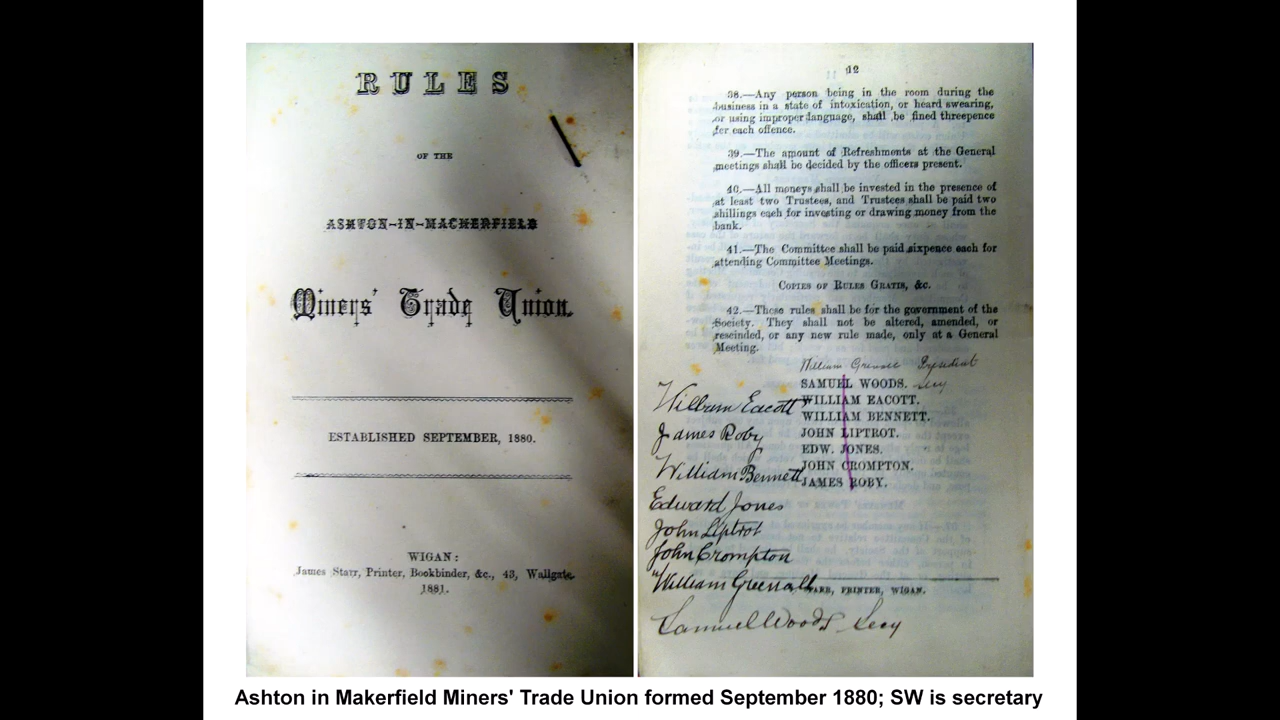 RULES
OF THE
ASHTON-IN-MACKERFIELD
Miners' Trade Union.
ESTABLISHED SEPTEMBER, 1880.
WIGAN:
James Starr, Printer, Bookbinder, &c., 43, Wallgate.
1881.
12
38.—Any person being in the room during the
business in a state of intoxication, or heard swearing,
or using improper language, shall be fined threepence
for each offence.
39.—The amount of Refreshments at the General
meetings shall be decided by the officers present.
40.—All moneys shall be invested in the presence of
at least two Trustees, and Trustees shall be paid two
shillings each for investing or drawing money from the
bank.
41.—The Committee shall be paid sixpence each for
attending Committee Meetings.
COPIES OF RULES GRATIS, &c.
42.—These rules shall be for the government of the
Society. They shall not be altered, amended, or
rescinded, or any new rule made, only at a General
Meeting.
William Greenall President
SAMUEL WOODS. Secy
WILLIAM EACOTT.
WILLIAM BENNETT.
JOHN LIPTROT.
EDW. JONES.
JOHN CROMPTON.
JAMES ROBY.
William Eacott
James Roby
William Bennett
Edward Jones
John Liptrot
John Crompton
William Greenall
PRINTER, WIGAN.
Samuel Woods Secy
Ashton in Makerfield Miners' Trade Union formed September 1880; SW is secretary